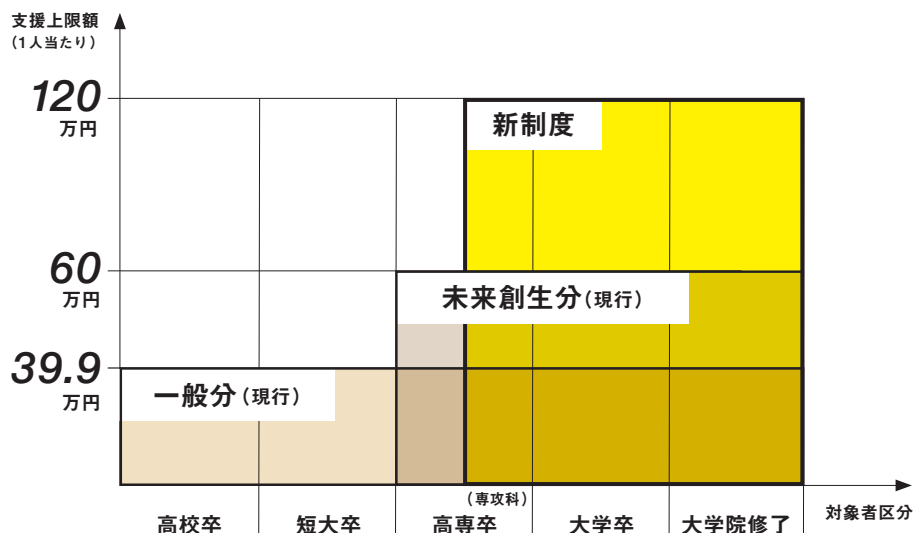 支援上限額
(1人当たり)
120
万円
新制度
60
万円
未来創生分(現行)
39.9
万円
一般分(現行)
(専攻科)
高校卒
短大卒
高専卒
大学卒
大学院修了
対象者区分